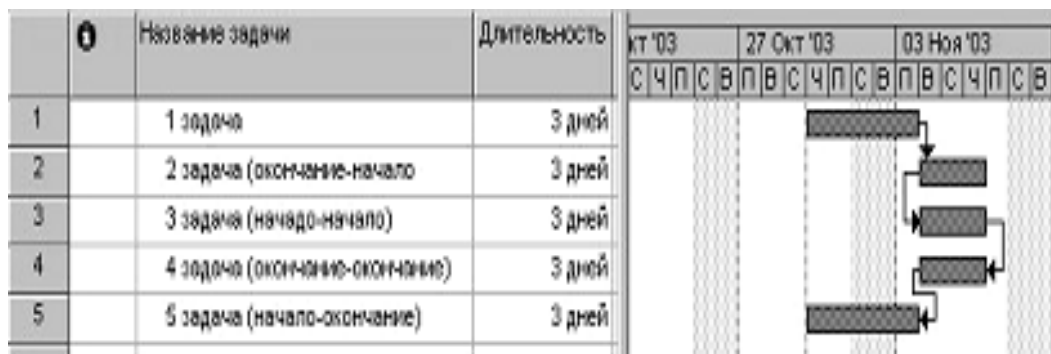 Название задачи Длительность кт '03 27 Окт '03 03 Ноя '03
С Ч П С В П В С Ч П С В П В С Ч П С В
1 1 задача 3 дней
2 2 задача (окончание-начало 3 дней
3 3 задача (начадо-начало) 3 дней
4 4 задача (окончание-окончание) 3 дней
5 5 задача (начало-окончание) 3 дней